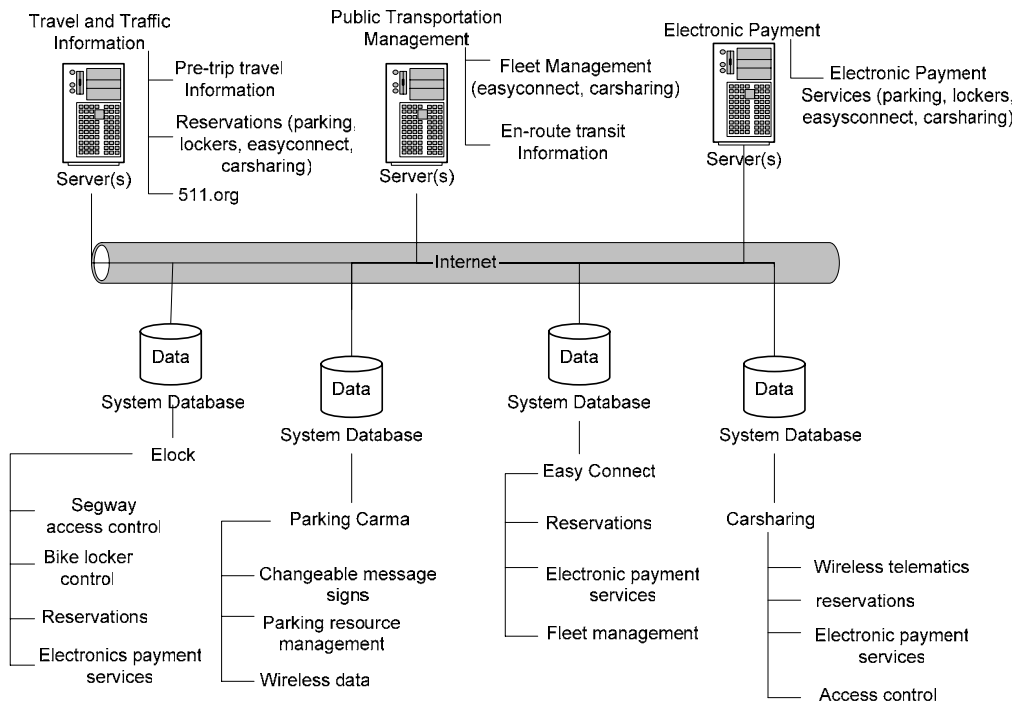 Travel and Traffic
Information
Pre-trip travel
Information
Reservations (parking,
lockers, easyconnect,
carsharing)
511.org
Server(s)
Public Transportation
Management
Fleet Management
(easyconnect, carsharing)
En-route transit
Information
Server(s)
Electronic Payment
Electronic Payment
Services (parking, lockers,
easysconnect, carsharing)
Server(s)
Internet
Data
System Database
Elock
Segway
access control
Bike locker
control
Reservations
Electronics payment
services
Data
System Database
Parking Carma
Changeable message
signs
Parking resource
management
Wireless data
Data
System Database
Easy Connect
Reservations
Electronic payment
services
Fleet management
Data
System Database
Carsharing
Wireless telematics
reservations
Electronic payment
services
Access control